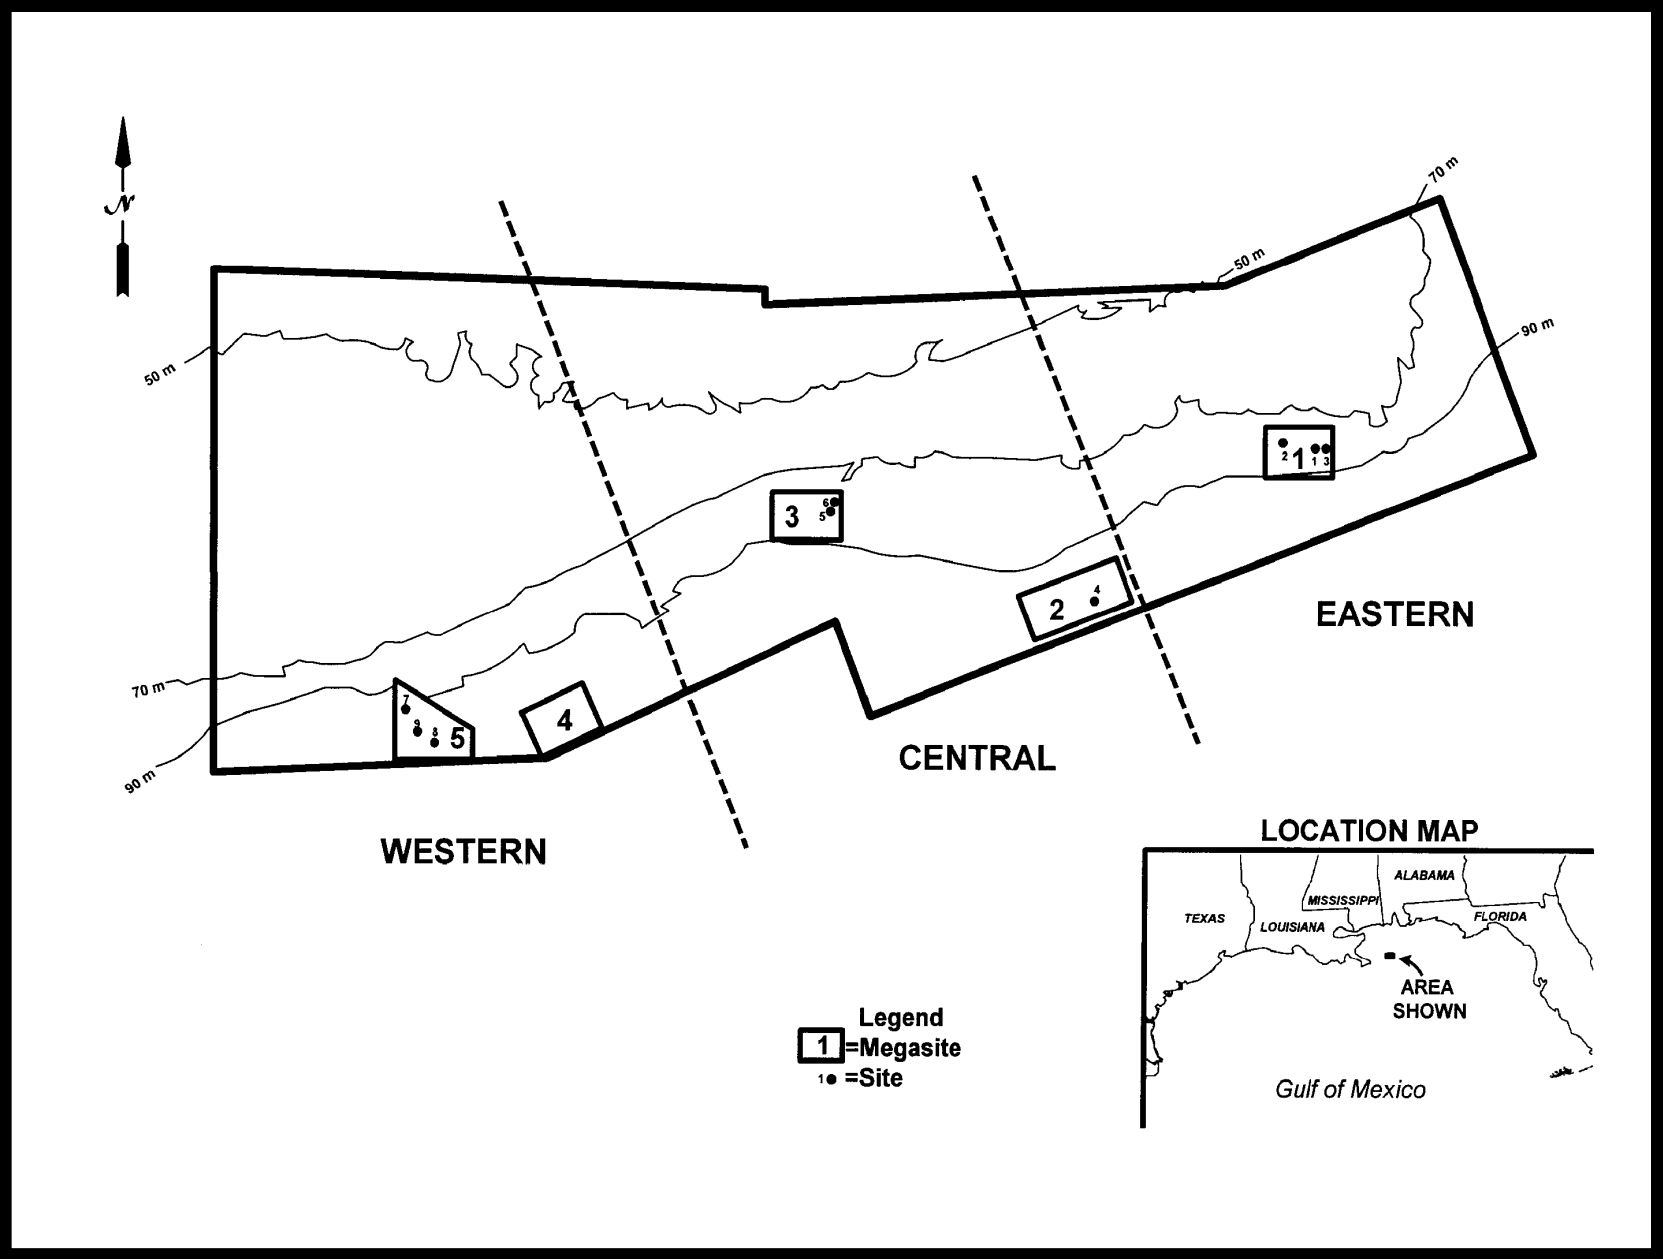 N
70 m
50 m
90 m
50 m
2
1
1
3
6
3
5
4
2
EASTERN
70 m
7
9
8
5
4
90 m
CENTRAL
WESTERN
LOCATION MAP
ALABAMA
MISSISSIPPI
TEXAS
FLORIDA
LOUISIANA
AREA
SHOWN
Gulf of Mexico
Legend
1 =Megasite
1 =Site